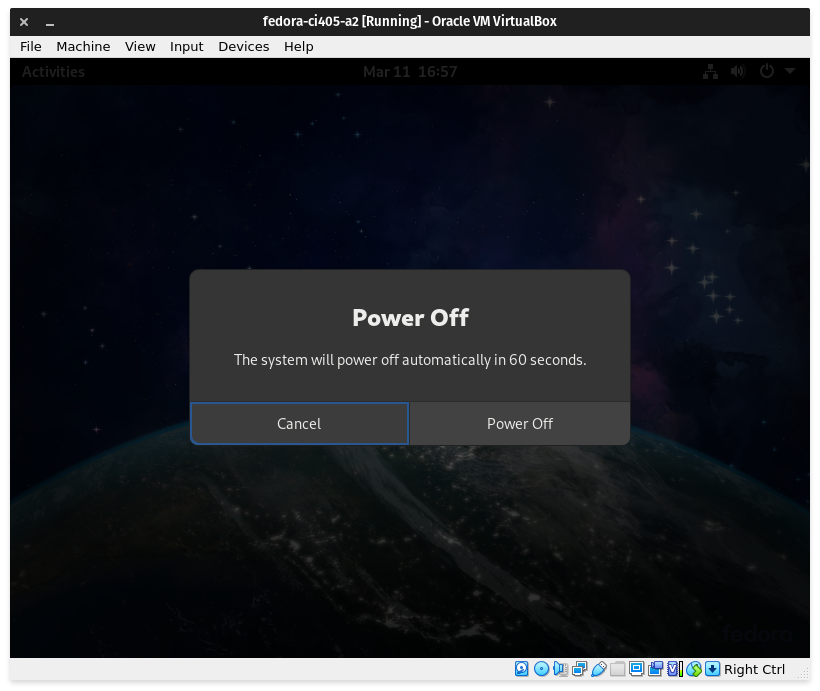 fedora-ci405-a2 [Running] - Oracle VM VirtualBox
File Machine View Input Devices Help
Activities Mar 11 16:57
Power Off
The system will power off automatically in 60 seconds.
Cancel Power Off
fedora
Right Ctrl